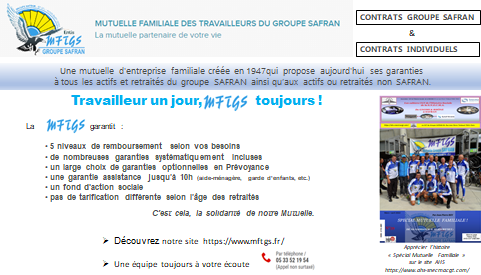 MFTGS
GROUPE SAFRAN
MUTUELLE FAMILIALE DES TRAVAILLEURS DU GROUPE SAFRAN
La mutuelle partenaire de votre vie
CONTRATS GROUPE SAFRAN
&
CONTRATS INDIVIDUELS
Une mutuelle d'entreprise familiale créée en 1947qui propose aujourd'hui ses garanties
à tous les actifs et retraités du groupe SAFRAN ainsi qu'aux actifs ou retraités non SAFRAN.
Travailleur un jour, MFTGS toujours !
La MFTGS garantit :
• 5 niveaux de remboursement selon vos besoins
• de nombreuses garanties systématiquement incluses
• un large choix de garanties optionnelles en Prévoyance
• une garantie assistance jusqu'à 10h (aide-ménagère, garde d'enfants, etc.)
• un fond d'action sociale
• pas de tarification différente selon l'âge des retraités
C'est cela, la solidarité de notre Mutuelle.
➢ Découvrez notre site https://www.mftgs.fr/
➢ Une équipe toujours à votre écoute
Par téléphone /
05 33 52 19 54
(Appel non surtaxé)
SPECIAL MUTUELLE FAMILIALE !
Apprécier l'histoire
« Spécial Mutuelle Familiale »
sur le site AHS
https://www.ahs-snecmacgt.com/